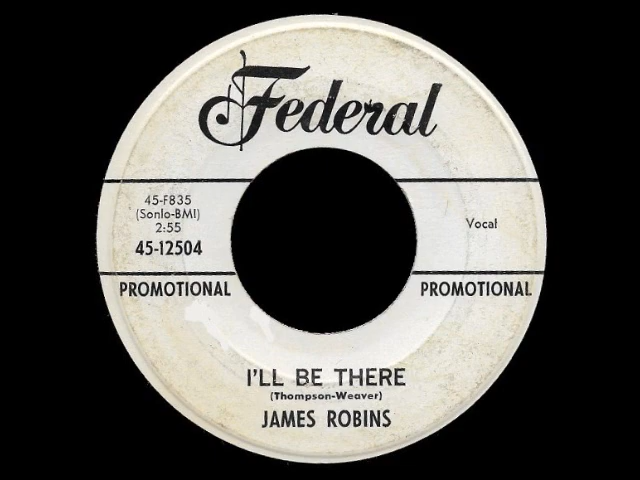 Federal
45-F835
(Sonlo-BMI)
2:55
45-12504
Vocal
PROMOTIONAL
PROMOTIONAL
I'LL BE THERE
(Thompson-Weaver)
JAMES ROBINS